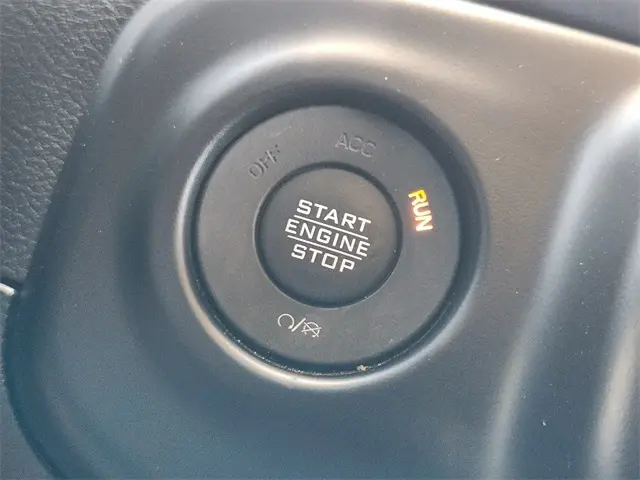 OFF
ACC
RUN
START
ENGINE
STOP